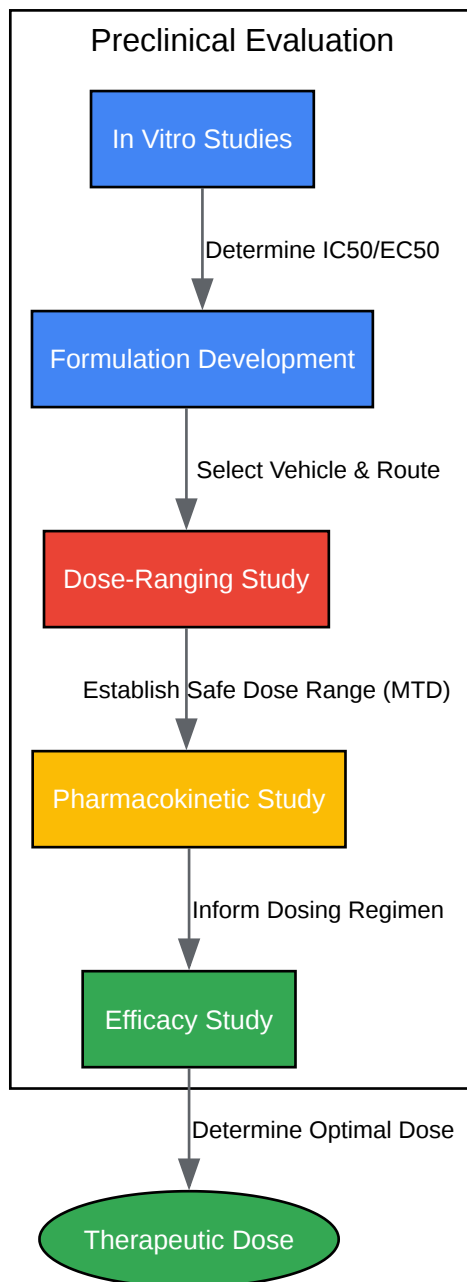 Preclinical Evaluation
In Vitro Studies
Determine IC50/EC50
Formulation Development
Select Vehicle & Route
Dose-Ranging Study
Establish Safe Dose Range (MTD)
Pharmacokinetic Study
Inform Dosing Regimen
Efficacy Study
Determine Optimal Dose
Therapeutic Dose